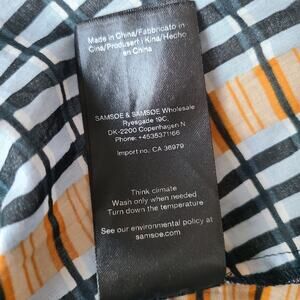 Made in China/Fabbricato in
Cina/Produsert i Kina/Hecho
en China
SAMSØE & SAMSØE Wholesale
Ryesgade 19C,
DK-2200 Copenhagen N
Phone: +4535371166
Import no.: CA 36979
Think climate
Wash only when needed
Turn down the temperature
See our environmental policy at
samsoe.com